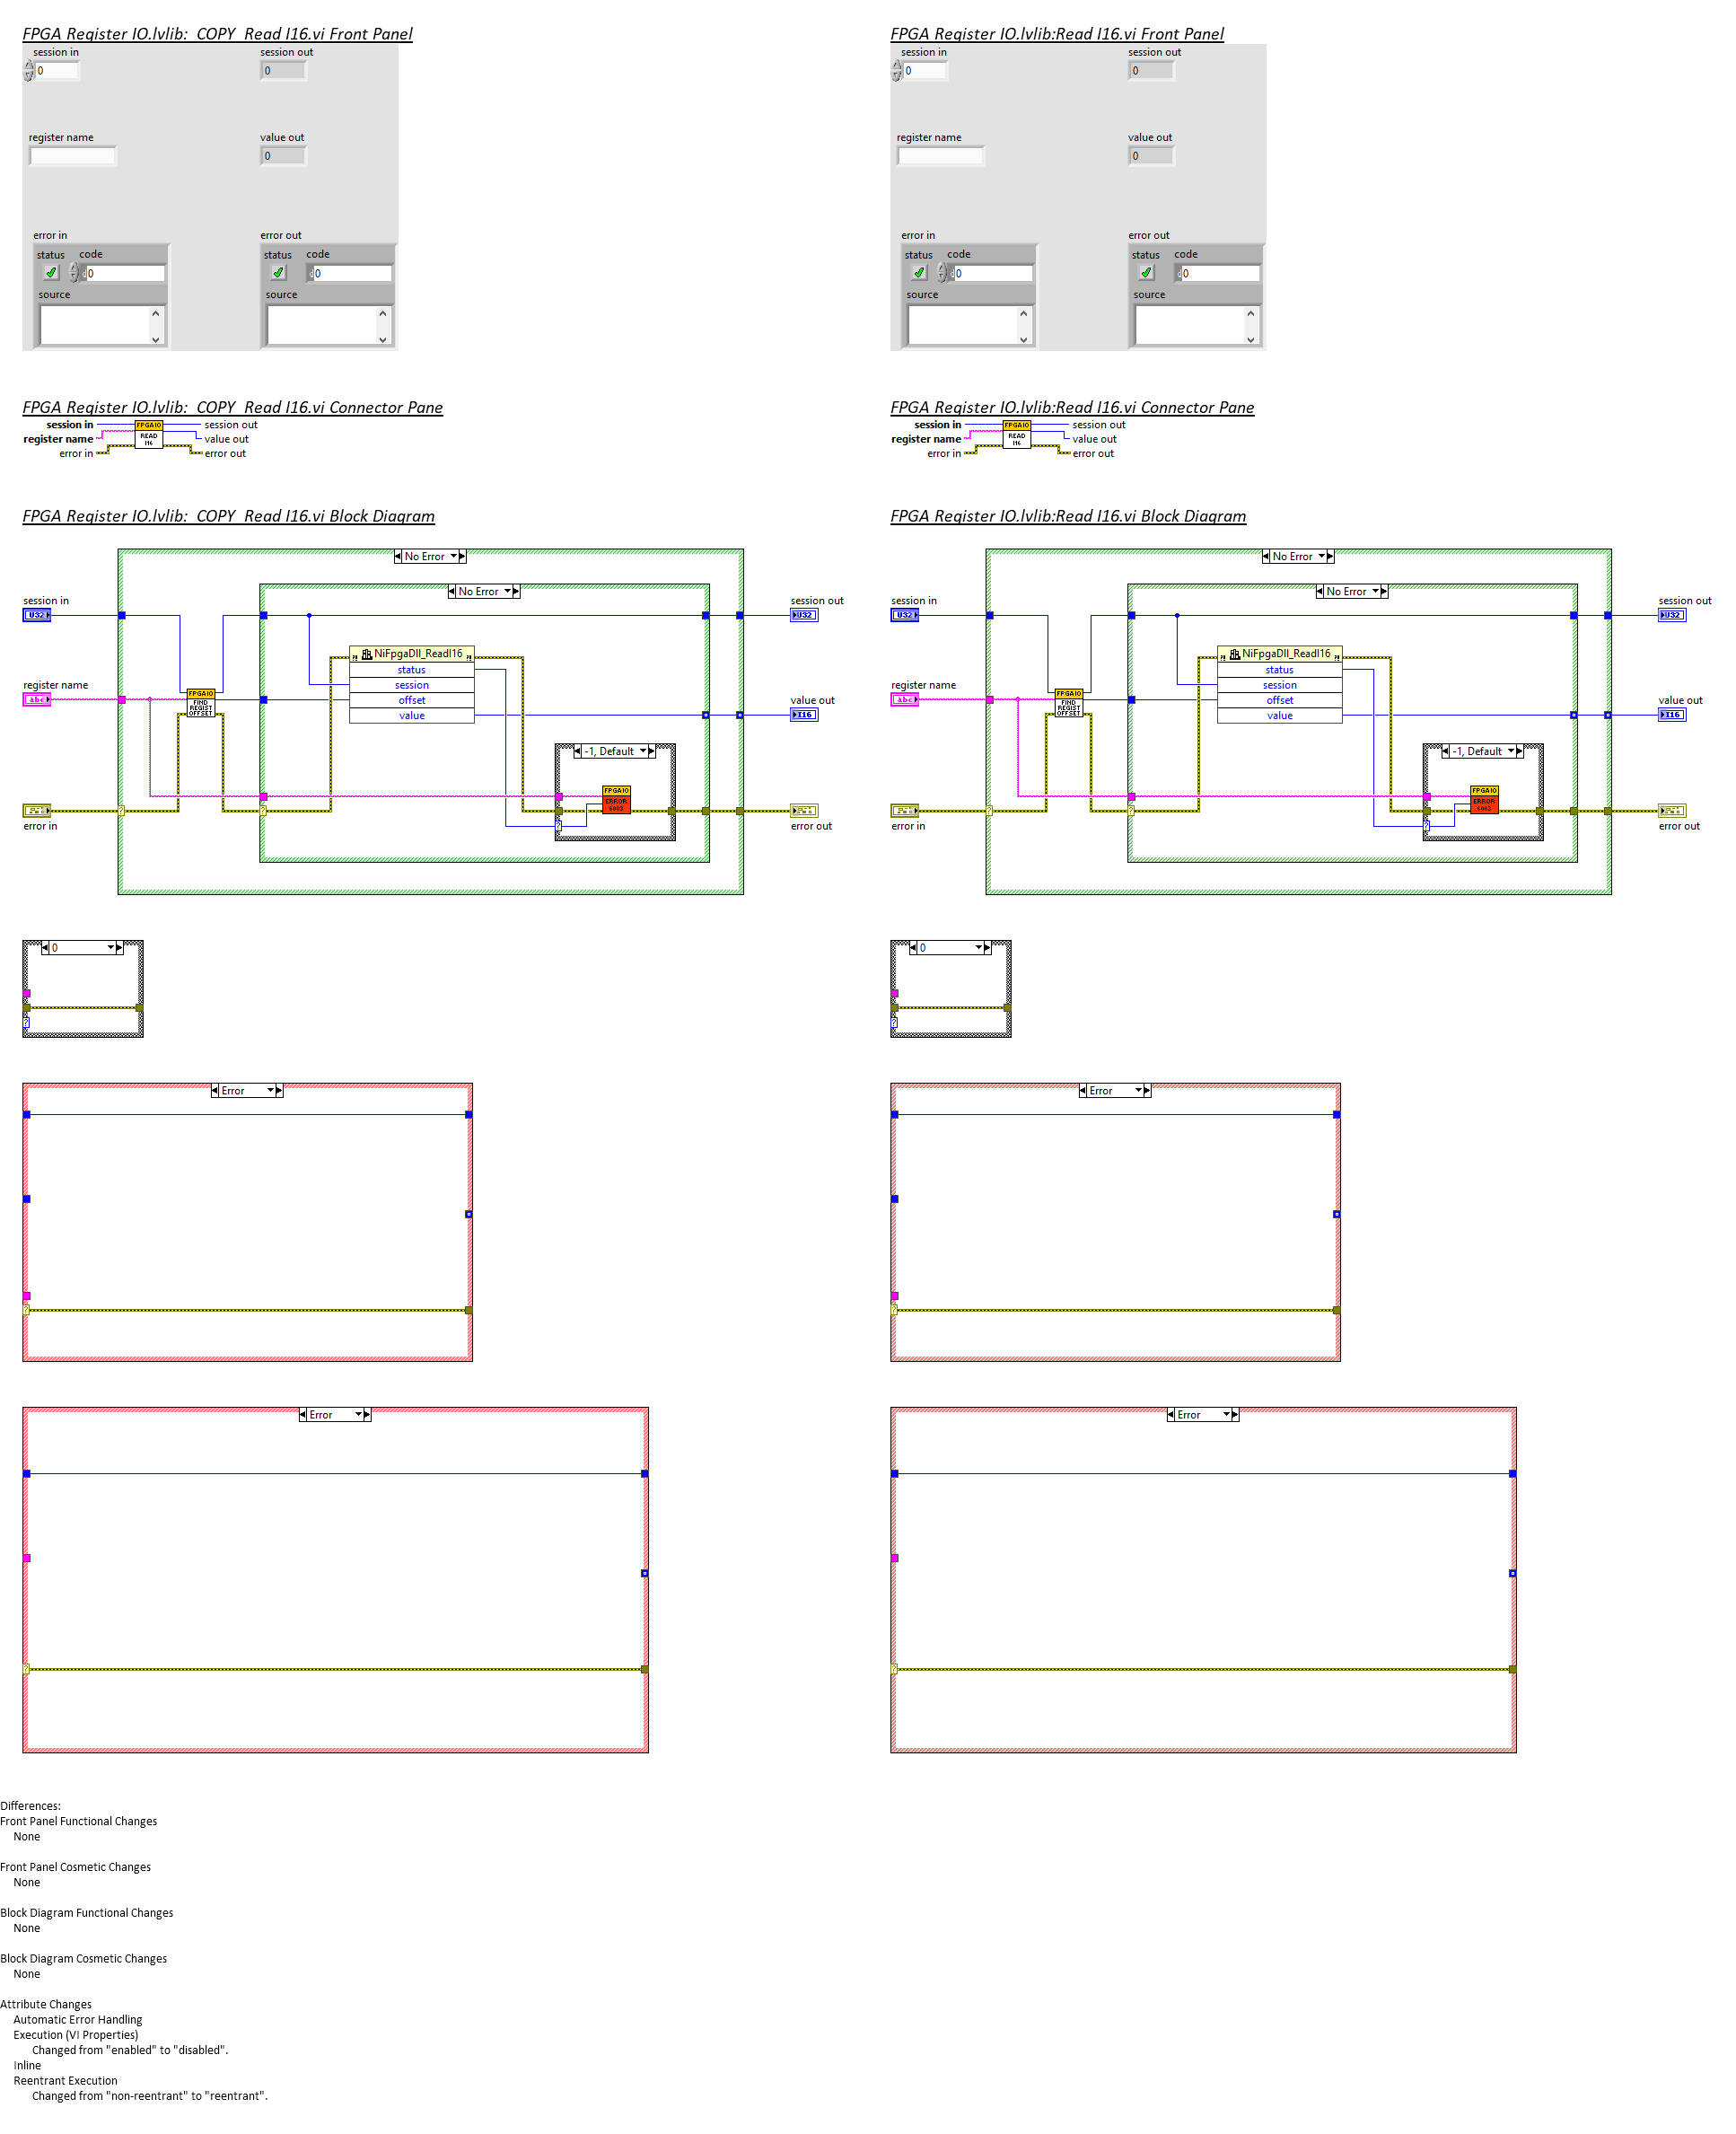 FPGA Register IO.lvlib:  COPY  Read I16.vi Front Panel
session in
session out
0
0
register name
value out
0
error in
error out
status code
status code
0
0
source
source
FPGA Register IO.lvlib:Read I16.vi Front Panel
session in
session out
0
0
register name
value out
0
error in
error out
status code
status code
0
0
source
source
FPGA Register IO.lvlib:  COPY  Read I16.vi Connector Pane
session in
register name
error in
FPGAIO
READ
I16
session out
value out
error out
FPGA Register IO.lvlib:Read I16.vi Connector Pane
session in
register name
error in
FPGAIO
READ
I16
session out
value out
error out
FPGA Register IO.lvlib:  COPY  Read I16.vi Block Diagram
No Error
No Error
session in
U32
session out
U32
NiFpgaDll_ReadI16
status
session
offset
value
register name
abc
FPGAIO
FIND
REGIST
OFFSET
value out
I16
-1, Default
FPGAIO
ERROR
6003
?
?
?
error in
error out
FPGA Register IO.lvlib:Read I16.vi Block Diagram
No Error
No Error
session in
U32
session out
U32
NiFpgaDll_ReadI16
status
session
offset
value
register name
abc
FPGAIO
FIND
REGIST
OFFSET
value out
I16
-1, Default
FPGAIO
ERROR
6003
?
?
?
error in
error out
0
?
0
?
Error
?
Error
?
Error
?
Error
?
Differences:
Front Panel Functional Changes
None
Front Panel Cosmetic Changes
None
Block Diagram Functional Changes
None
Block Diagram Cosmetic Changes
None
Attribute Changes
Automatic Error Handling
Execution (VI Properties)
Changed from "enabled" to "disabled".
Inline
Reentrant Execution
Changed from "non-reentrant" to "reentrant".